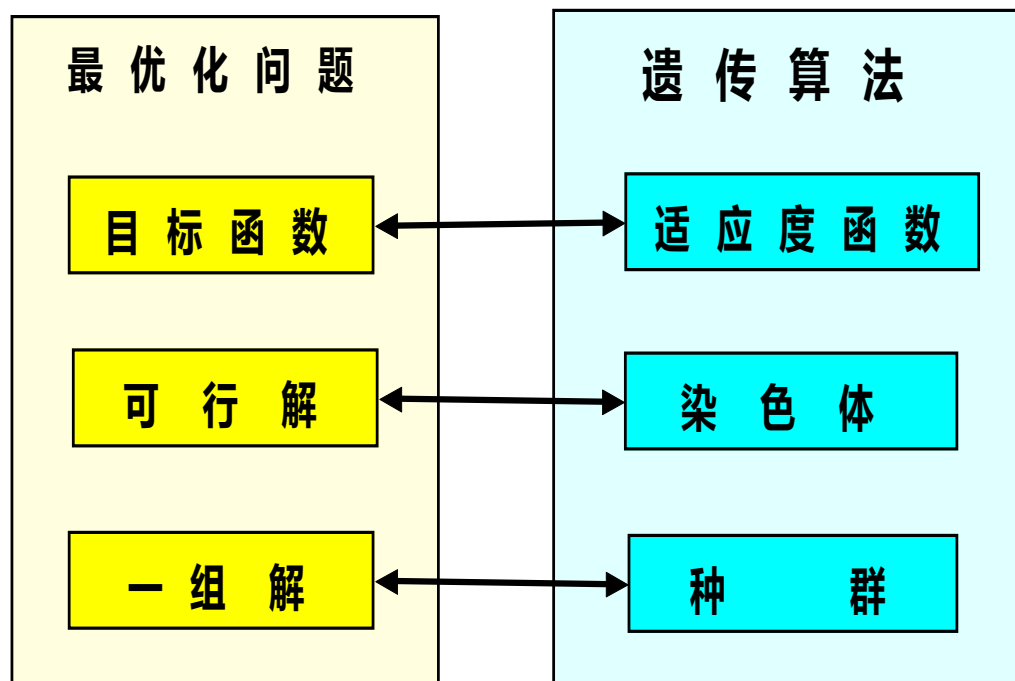 最优化问题
遗传算法
目标函数
适应度函数
可行解
染色体
一组解
种群